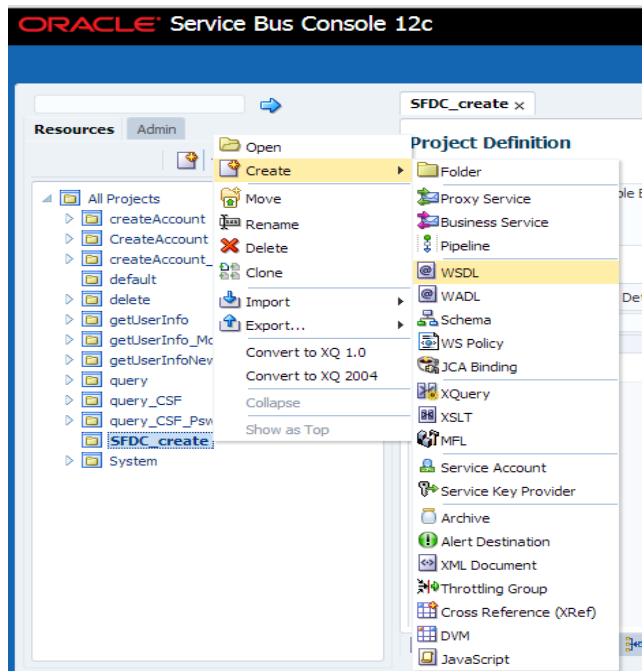 ORACLE Service Bus Console 12c
SFDC_create x
Resources
Admin
Project Definition
All Projects
createAccount
CreateAccount
createAccount_
default
delete
getUserInfo
getUserInfo_Mo
getUserInfoNew
query
query_CSF
query_CSF_Psw
SFDC_create
System
Open
Create
Move
Rename
Delete
Clone
Import
Export...
Convert to XQ 1.0
Convert to XQ 2004
Collapse
Show as Top
Folder
Proxy Service
Business Service
Pipeline
WSDL
WADL
Schema
WS Policy
JCA Binding
XQuery
XSLT
MFL
Service Account
Service Key Provider
Archive
Alert Destination
XML Document
Throttling Group
Cross Reference (XRef)
DVM
JavaScript
ple E
Det